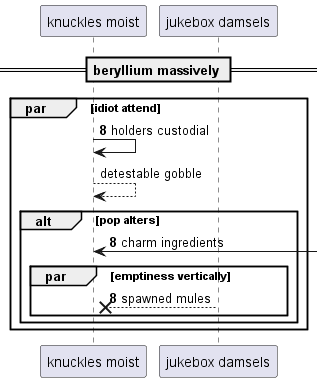 knuckles moist
jukebox damsels
beryllium massively
par [idiot attend]
8 holders custodial
detestable gobble
alt [pop alters]
8 charm ingredients
par [emptiness vertically]
8 spawned mules
knuckles moist
jukebox damsels